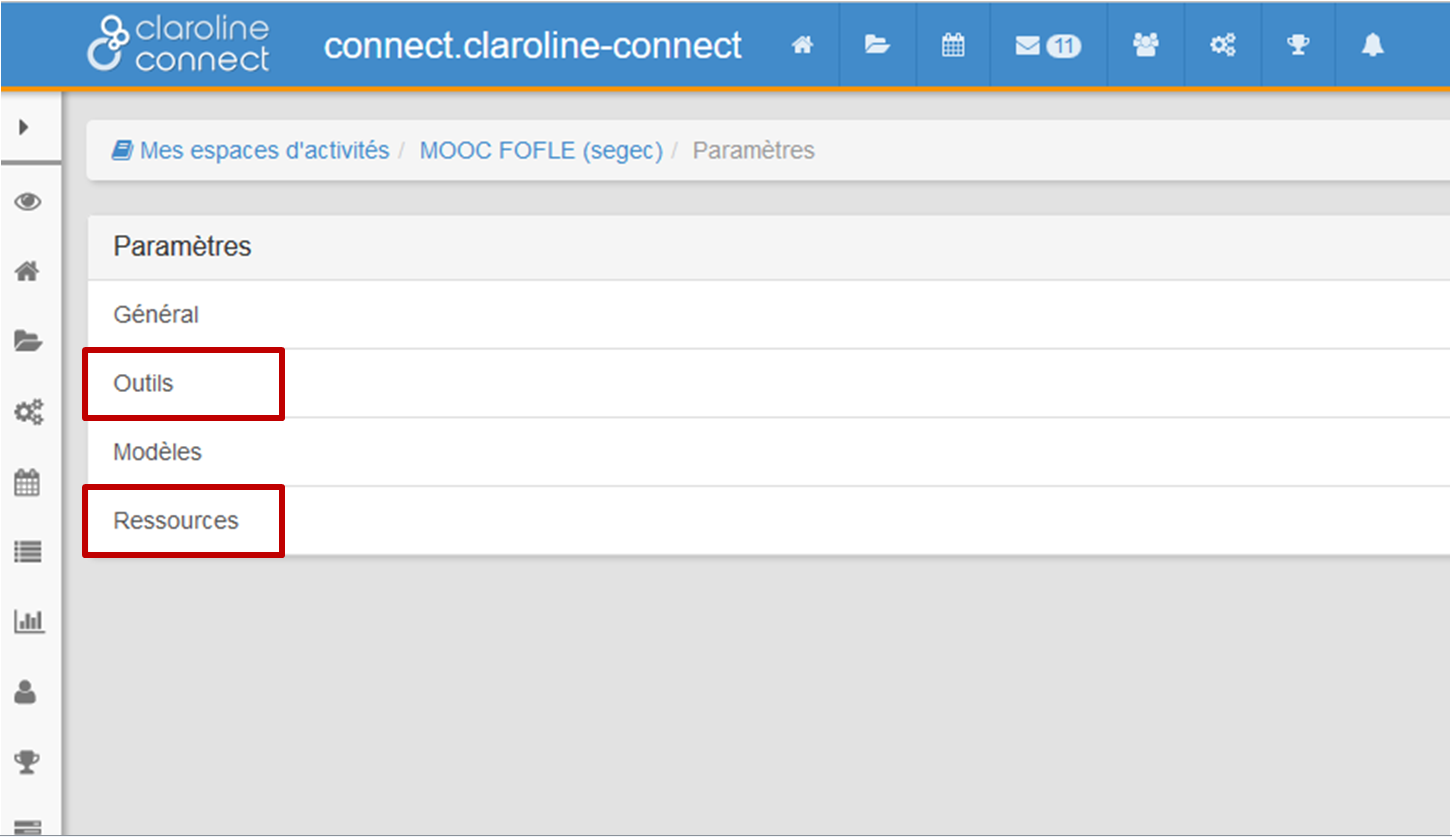 claroline
connect
connect.claroline-connect
11
Mes espaces d'activités / MOOC FOFLE (segec) / Paramètres
Paramètres
Général
Outils
Modèles
Ressources